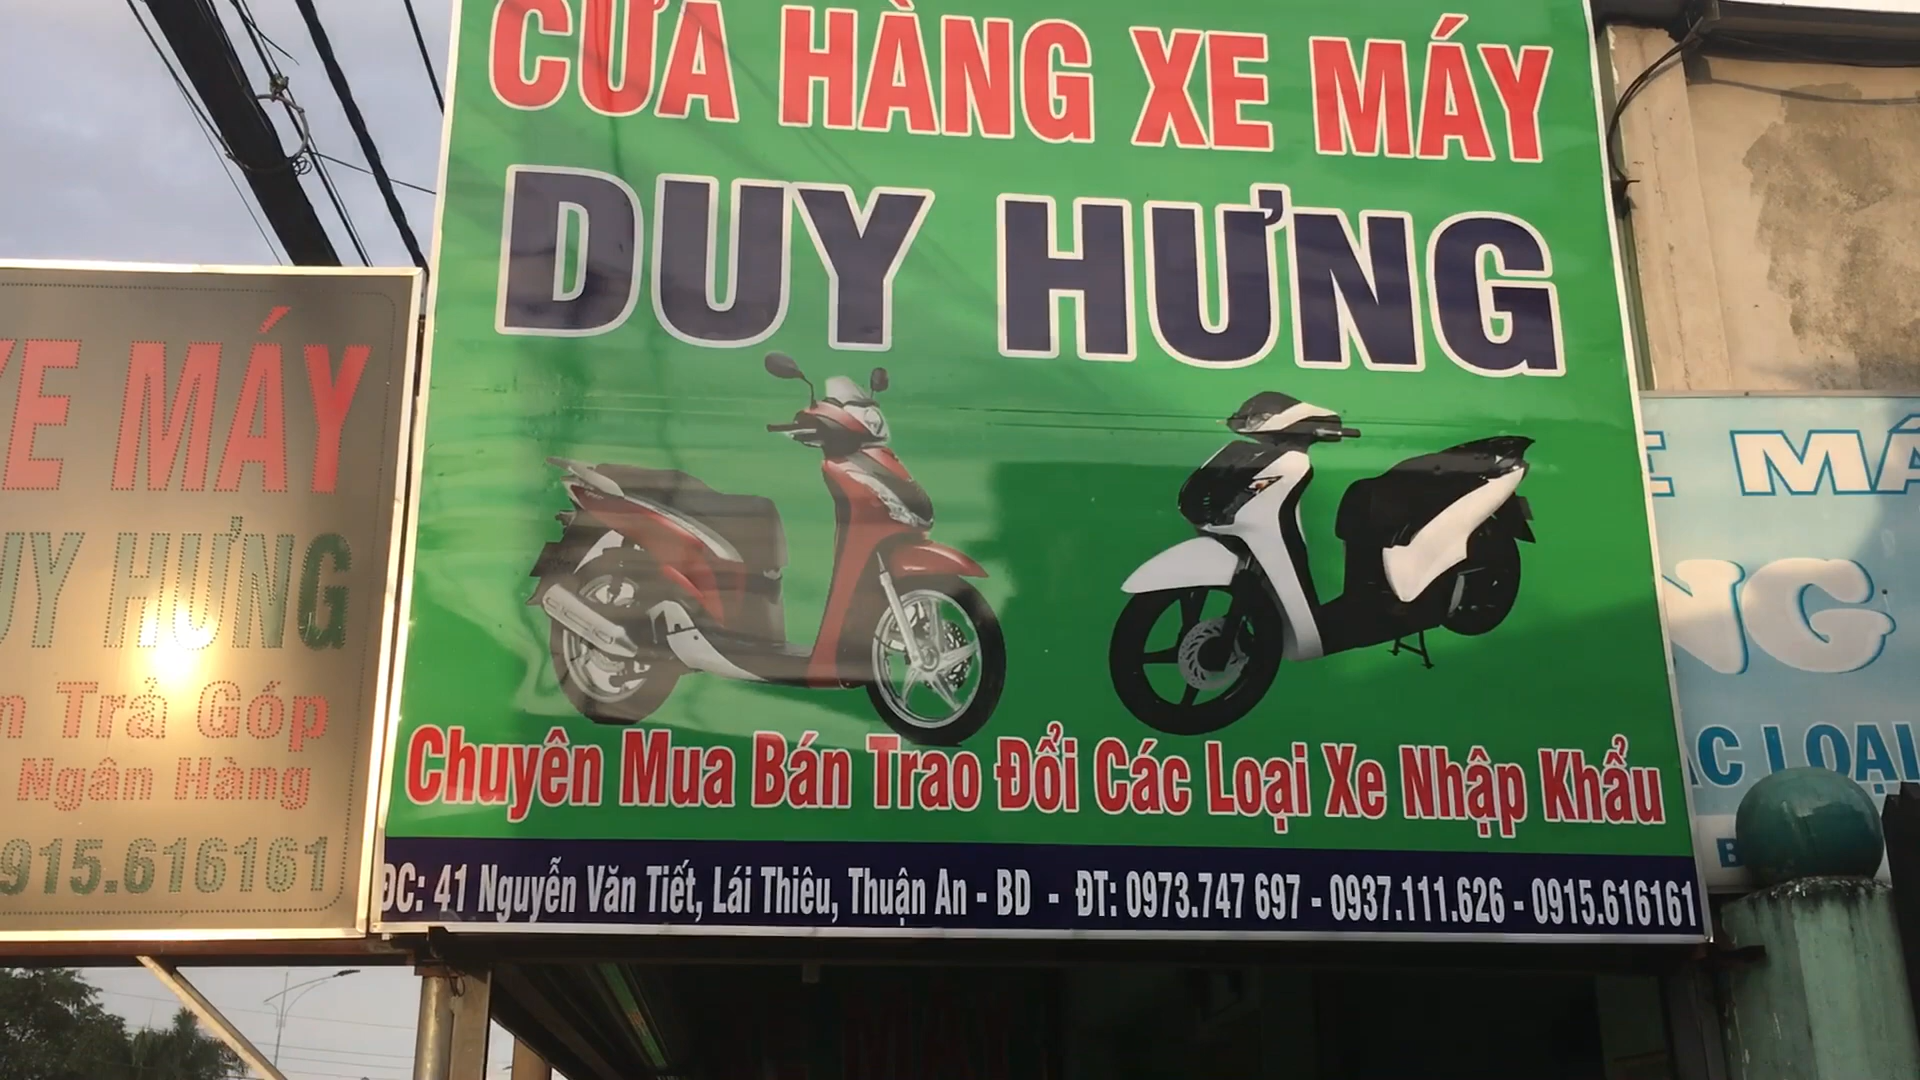 CỬA HÀNG XE MÁY
DUY HƯNG
Chuyên Mua Bán Trao Đổi Các Loại Xe Nhập Khẩu
ĐC: 41 Nguyễn Văn Tiết, Lái Thiêu, Thuận An - BD - ĐT: 0973.747 697 - 0937.111.626 - 0915.616161
XE MÁY
DUY HƯNG
Trả Góp
Ngân Hàng
0915.616161
E MÁ
NG
ÁC LOẠI